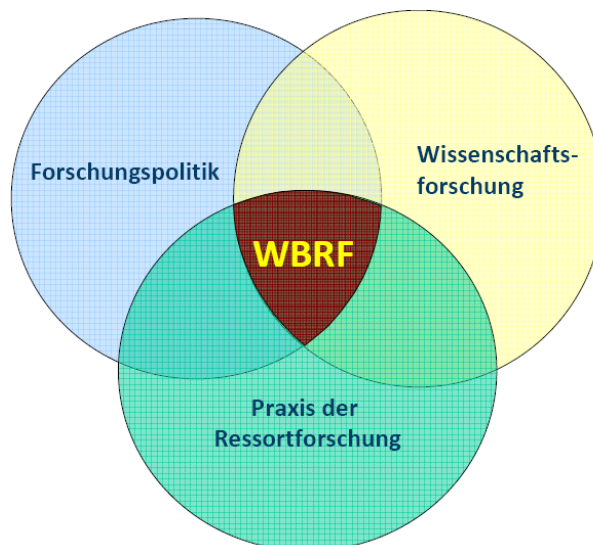 Forschungspolitik
Wissenschafts-
forschung
WBRF
Praxis der
Ressortforschung